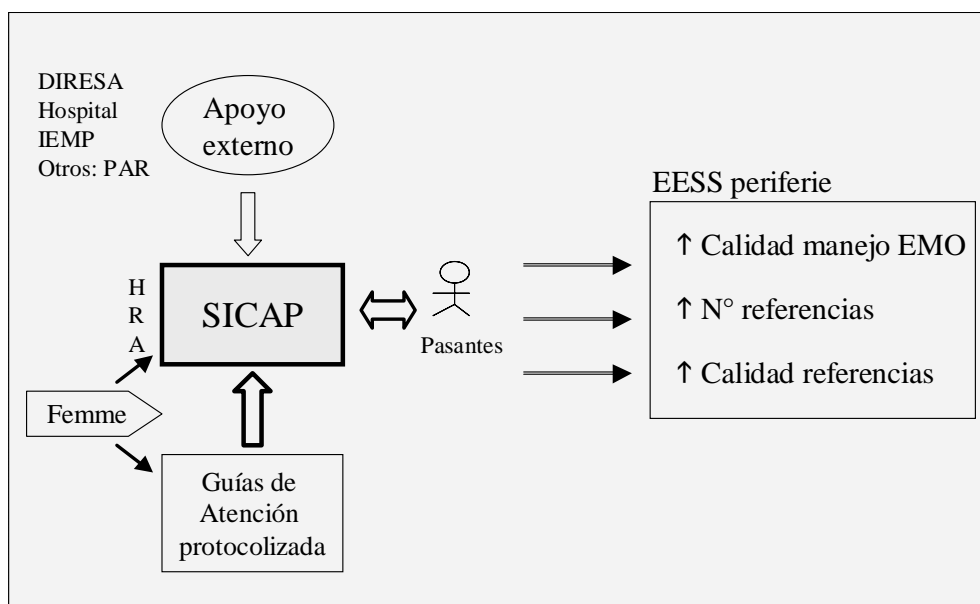 DIRESA
Hospital
IEMP
Otros: PAR
Apoyo
externo
EESS periferie
↑ Calidad manejo EMO
↑ N° referencias
↑ Calidad referencias
H
R
A
SICAP
Pasantes
Femme
Guías de
Atención
protocolizada